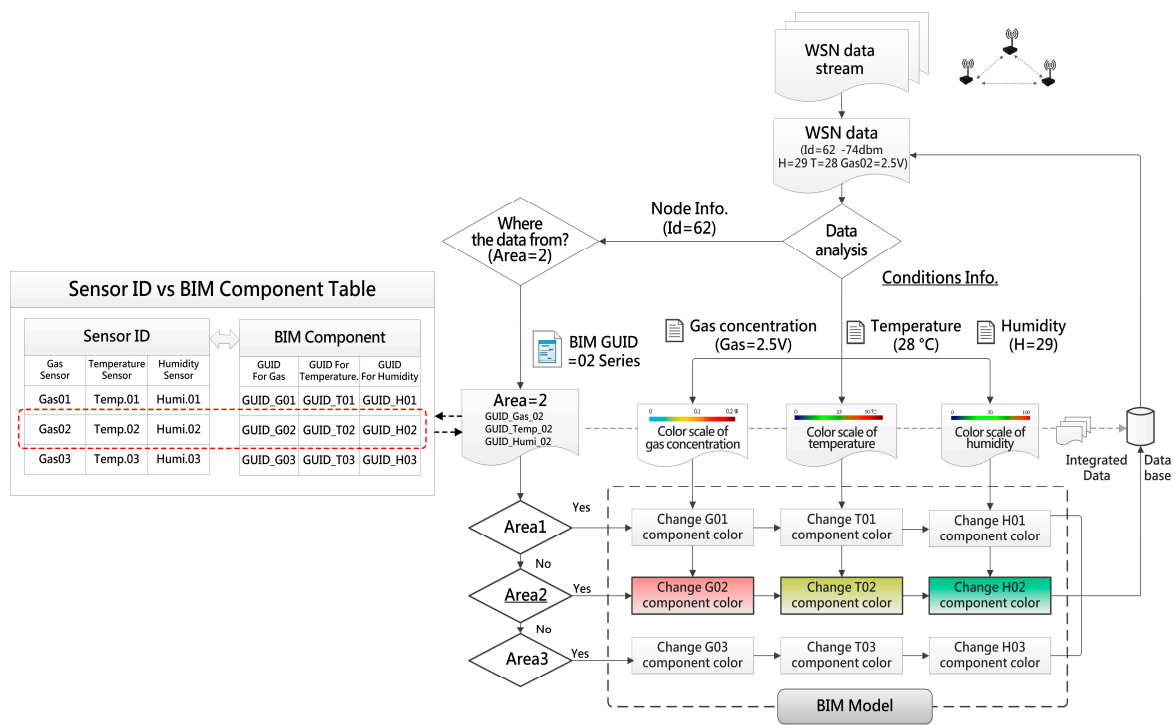 WSN data
stream
WSN data
(Id=62 -74dbm
H=29 T=28 Gas02=2.5V)
Node Info.
(Id=62)
Where
the data from?
(Area=2)
Data
analysis
Conditions Info.
Sensor ID vs BIM Component Table
Sensor ID
BIM Component
Gas
Sensor
Temperature
Sensor
Humidity
Sensor
GUID
For Gas
GUID For
Temperature.
GUID
For Humidity
Gas01 Temp.01 Humi.01 GUID_G01 GUID_T01 GUID_H01
Gas02 Temp.02 Humi.02 GUID_G02 GUID_T02 GUID_H02
Gas03 Temp.03 Humi.03 GUID_G03 GUID_T03 GUID_H03
BIM GUID
=02 Series
Gas concentration
(Gas=2.5V)
Temperature
(28 °C)
Humidity
(H=29)
Area=2
GUID_Gas_02
GUID_Temp_02
GUID_Humi_02
0 0.1 0.2 %
Color scale of
gas concentration
0 25 50℃
Color scale of
temperature
0 50 100
Color scale of
humidity
Integrated
Data
Data
base
Area1
Yes
Change G01
component color
Change T01
component color
Change H01
component color
No
Area2
Yes
Change G02
component color
Change T02
component color
Change H02
component color
No
Area3
Yes
Change G03
component color
Change T03
component color
Change H03
component color
BIM Model